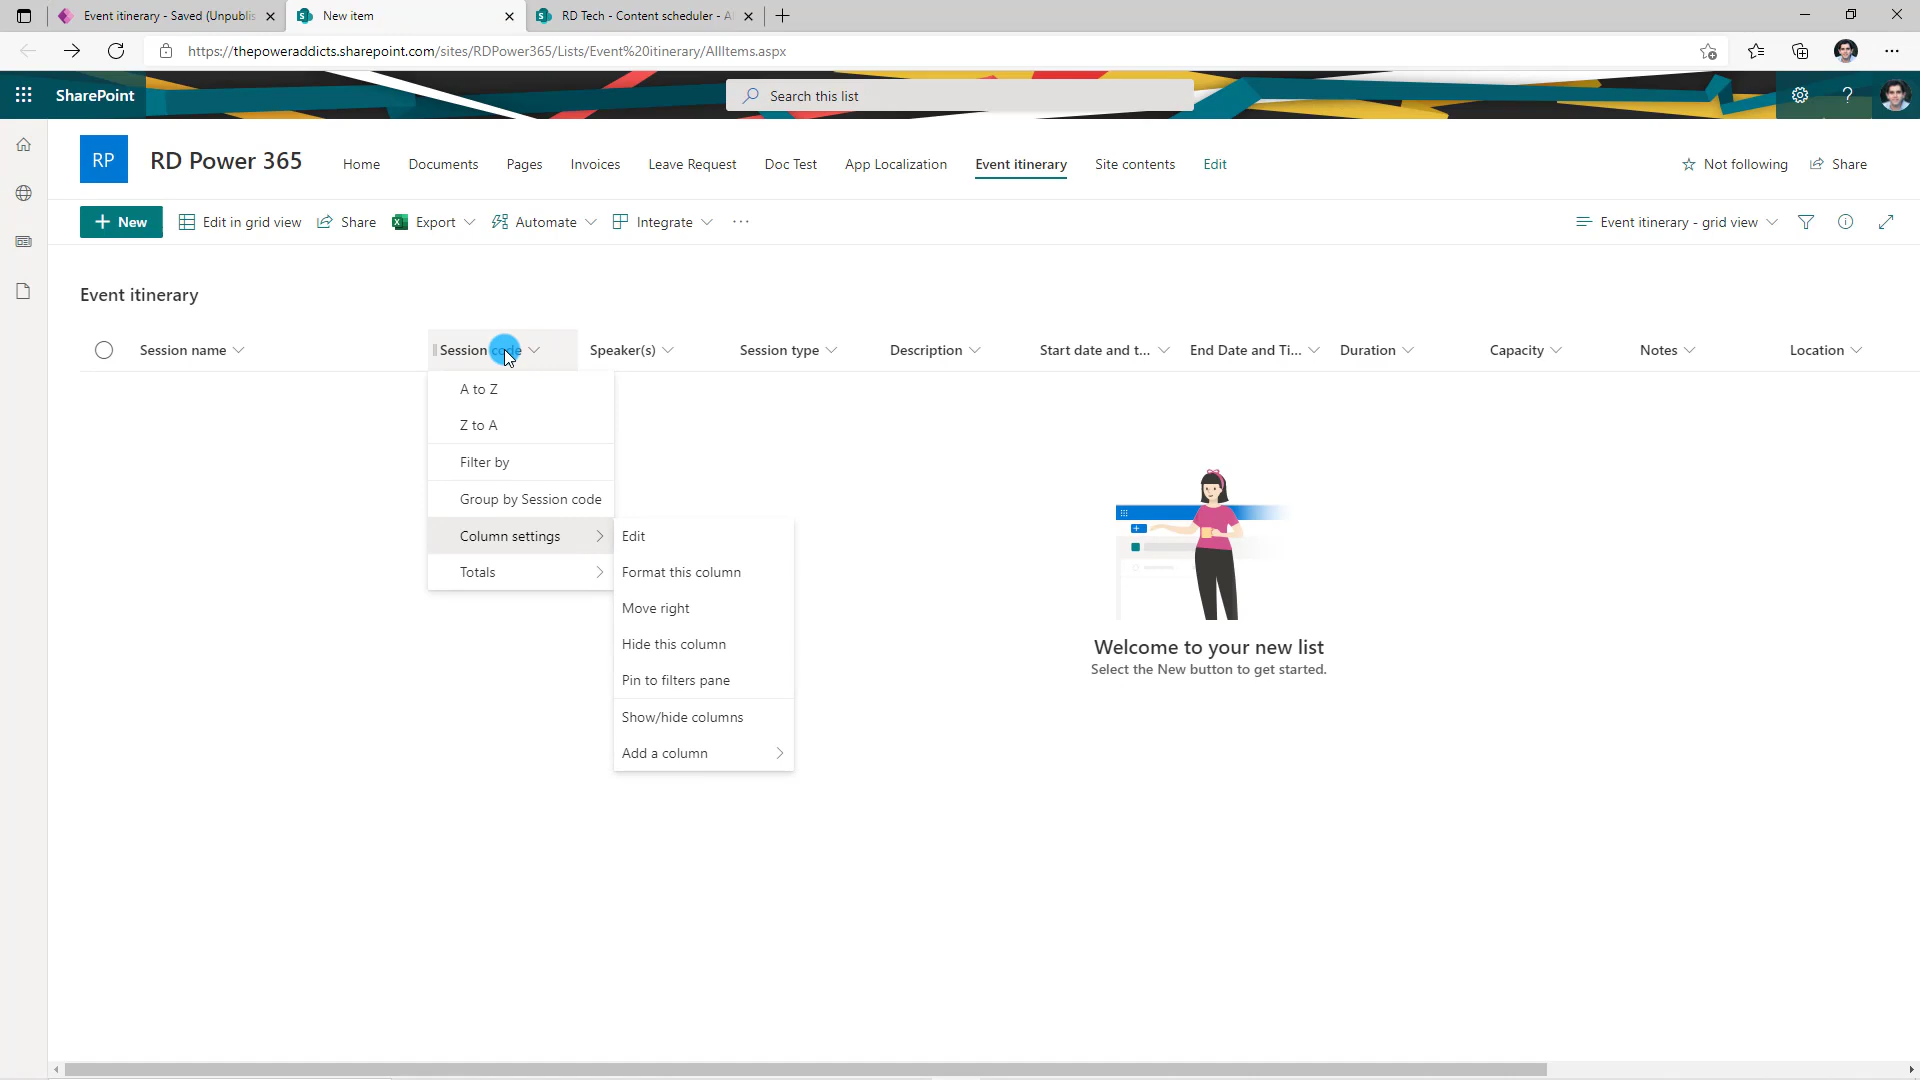 Event itinerary - Saved (Unpublis
New item
RD Tech - Content scheduler - A
https://thepoweraddicts.sharepoint.com/sites/RDPower365/Lists/Event%20itinerary/AllItems.aspx
SharePoint
Search this list
RP
RD Power 365
Home
Documents
Pages
Invoices
Leave Request
Doc Test
App Localization
Event itinerary
Site contents
Edit
Not following
Share
New
Edit in grid view
Share
Export
Automate
Integrate
Event itinerary - grid view
Event itinerary
Session name
Session code
Speaker(s)
Session type
Description
Start date and t...
End Date and Ti...
Duration
Capacity
Notes
Location
A to Z
Z to A
Filter by
Group by Session code
Column settings
Totals
Edit
Format this column
Move right
Hide this column
Pin to filters pane
Show/hide columns
Add a column
Welcome to your new list
Select the New button to get started.